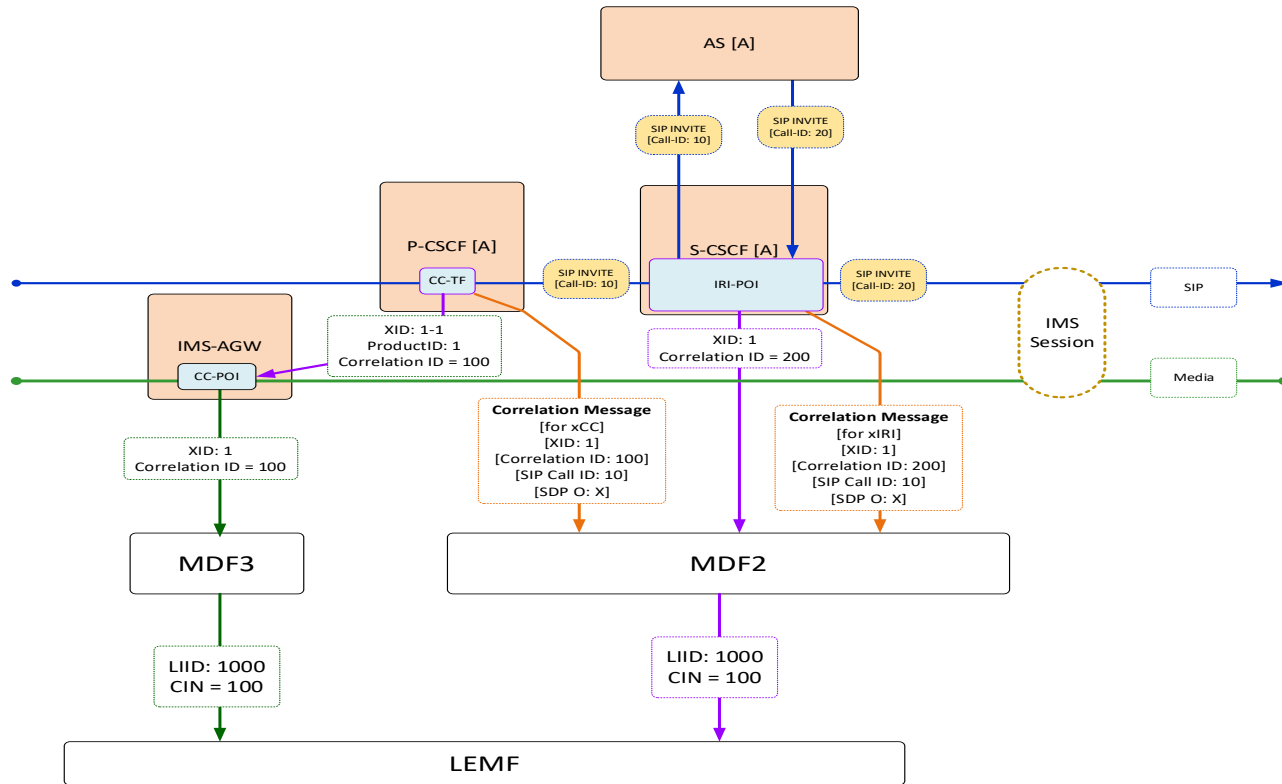 AS [A]
SIP INVITE
[Call-ID: 10]
SIP INVITE
[Call-ID: 20]
P-CSCF [A]
S-CSCF [A]
CC-TF
SIP INVITE
[Call-ID: 10]
IRI-POI
SIP INVITE
[Call-ID: 20]
SIP
IMS
Session
IMS-AGW
CC-POI
XID: 1-1
ProductID: 1
Correlation ID = 100
XID: 1
Correlation ID = 200
Media
XID: 1
Correlation ID = 100
Correlation Message
[for xCC]
[XID: 1]
[Correlation ID: 100]
[SIP Call ID: 10]
[SDP O: X]
Correlation Message
[for xIRI]
[XID: 1]
[Correlation ID: 200]
[SIP Call ID: 10]
[SDP O: X]
MDF3
MDF2
LIID: 1000
CIN = 100
LIID: 1000
CIN = 100
LEMF